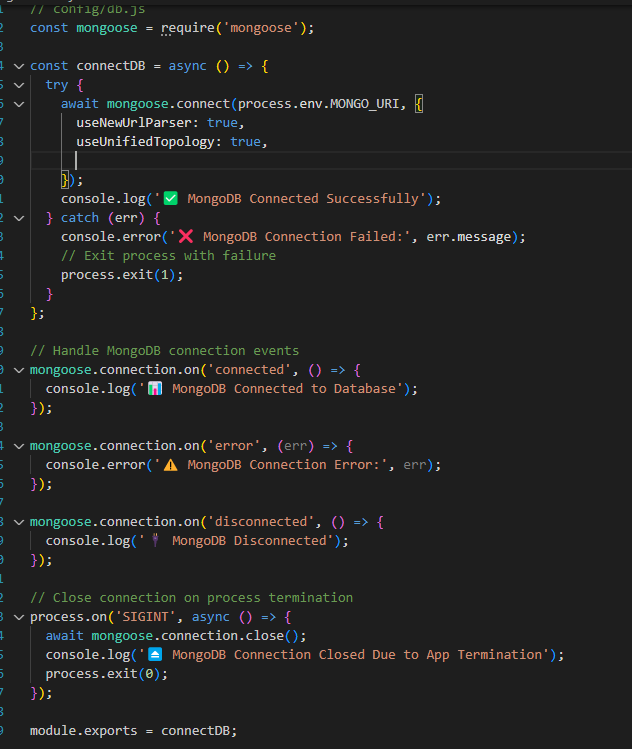 // config/db.js
const mongoose = require('mongoose');
const connectDB = async () => {
try {
await mongoose.connect(process.env.MONGO_URI, {
useNewUrlParser: true,
useUnifiedTopology: true,
});
console.log('✅ MongoDB Connected Successfully');
} catch (err) {
console.error('❌ MongoDB Connection Failed:', err.message);
// Exit process with failure
process.exit(1);
}
};
// Handle MongoDB connection events
mongoose.connection.on('connected', () => {
console.log('📊 MongoDB Connected to Database');
});
mongoose.connection.on('error', (err) => {
console.error('⚠️ MongoDB Connection Error:', err);
});
mongoose.connection.on('disconnected', () => {
console.log('🔌 MongoDB Disconnected');
});
// Close connection on process termination
process.on('SIGINT', async () => {
await mongoose.connection.close();
console.log('⏏️ MongoDB Connection Closed Due to App Termination');
process.exit(0);
});
module.exports = connectDB;